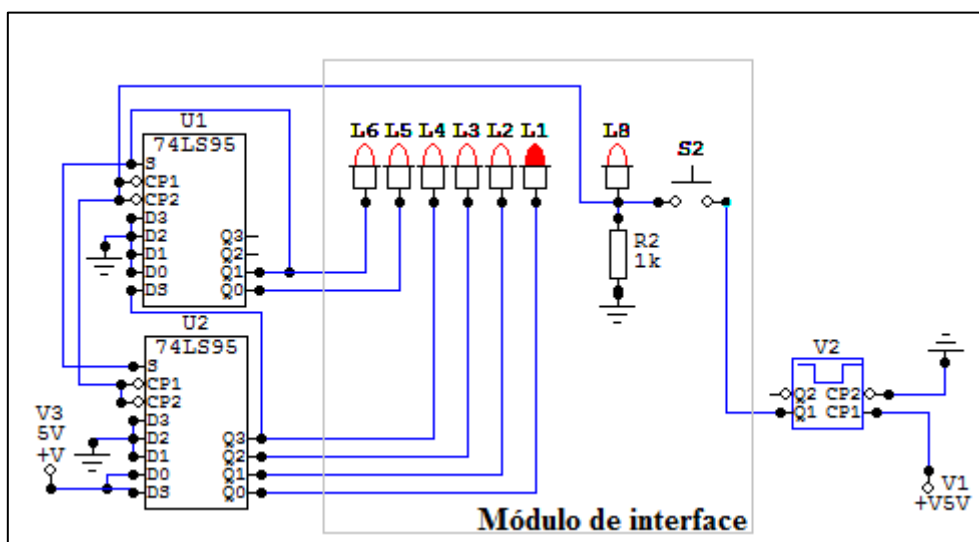 U1
74LS95
S
CP1
CP2
D3
D2
D1
D0
DS
Q3
Q2
Q1
Q0
U2
74LS95
S
CP1
CP2
D3
D2
D1
D0
DS
Q3
Q2
Q1
Q0
V3
5V
+V
L6 L5 L4 L3 L2 L1 L8
S2
R2
1k
V2
Q2 CP2
Q1 CP1
V1
+V5V
Módulo de interface